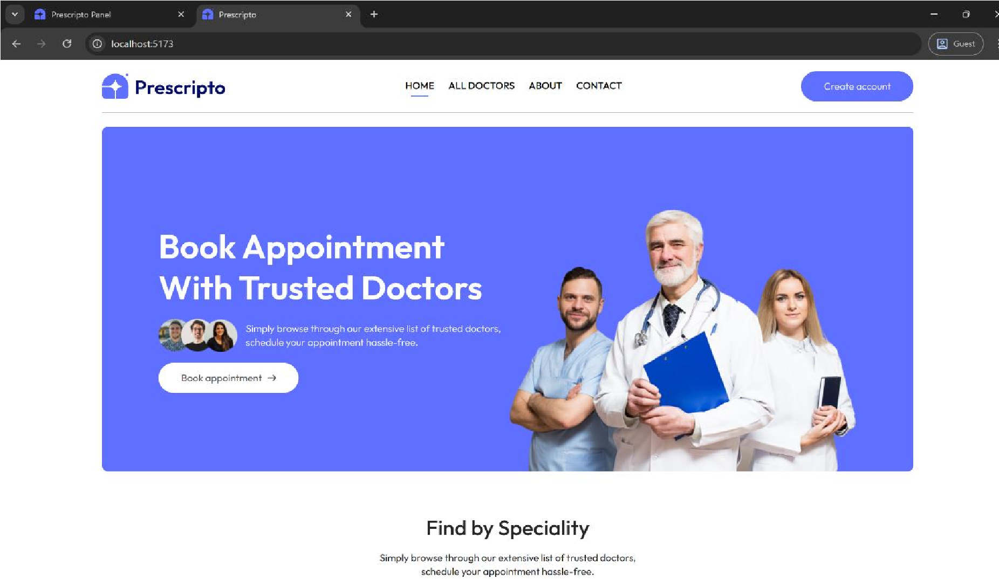 Prescripto Panel
Prescripto
localhost:5173
Guest
Prescripto
HOME
ALL DOCTORS
ABOUT
CONTACT
Create account
Book Appointment
With Trusted Doctors
Simply browse through our extensive list of trusted doctors,
schedule your appointment hassle-free.
Book appointment →
Find by Speciality
Simply browse through our extensive list of trusted doctors,
schedule your appointment hassle-free.